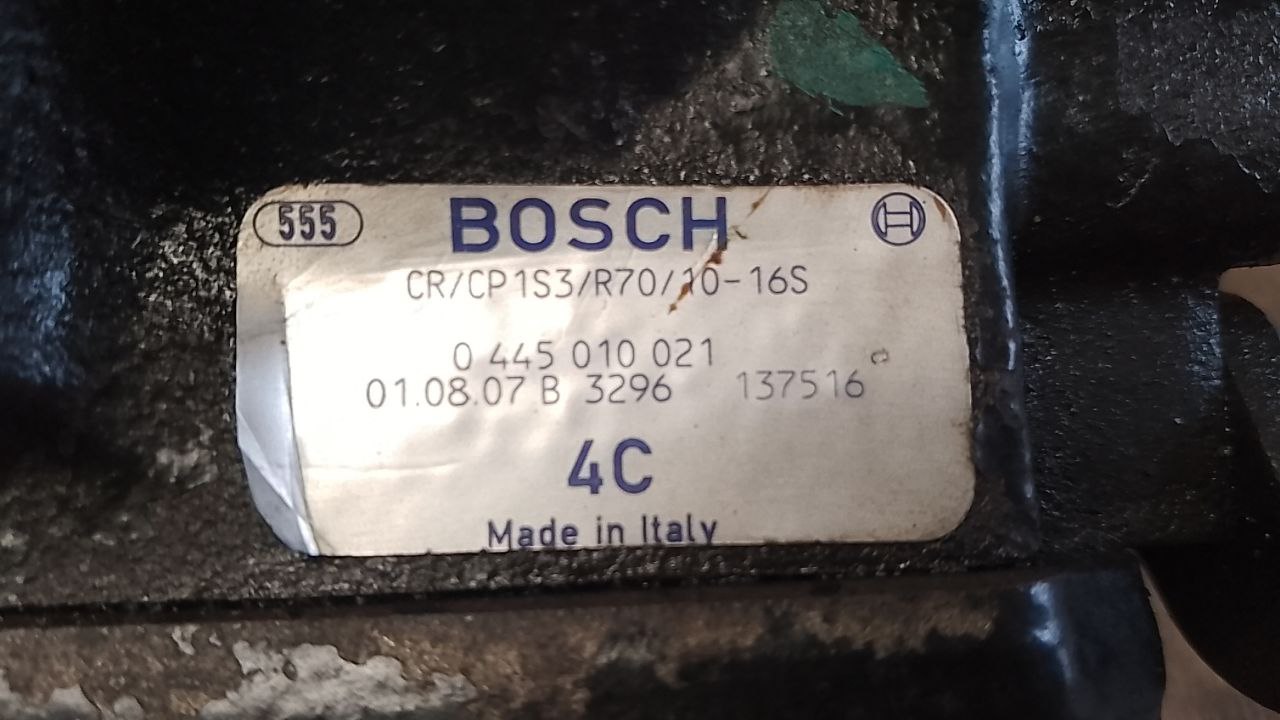 555 BOSCH
CR/CP1S3/R70/10-16S
0 445 010 021
01.08.07 B 3296 137516
4C
Made in Italy